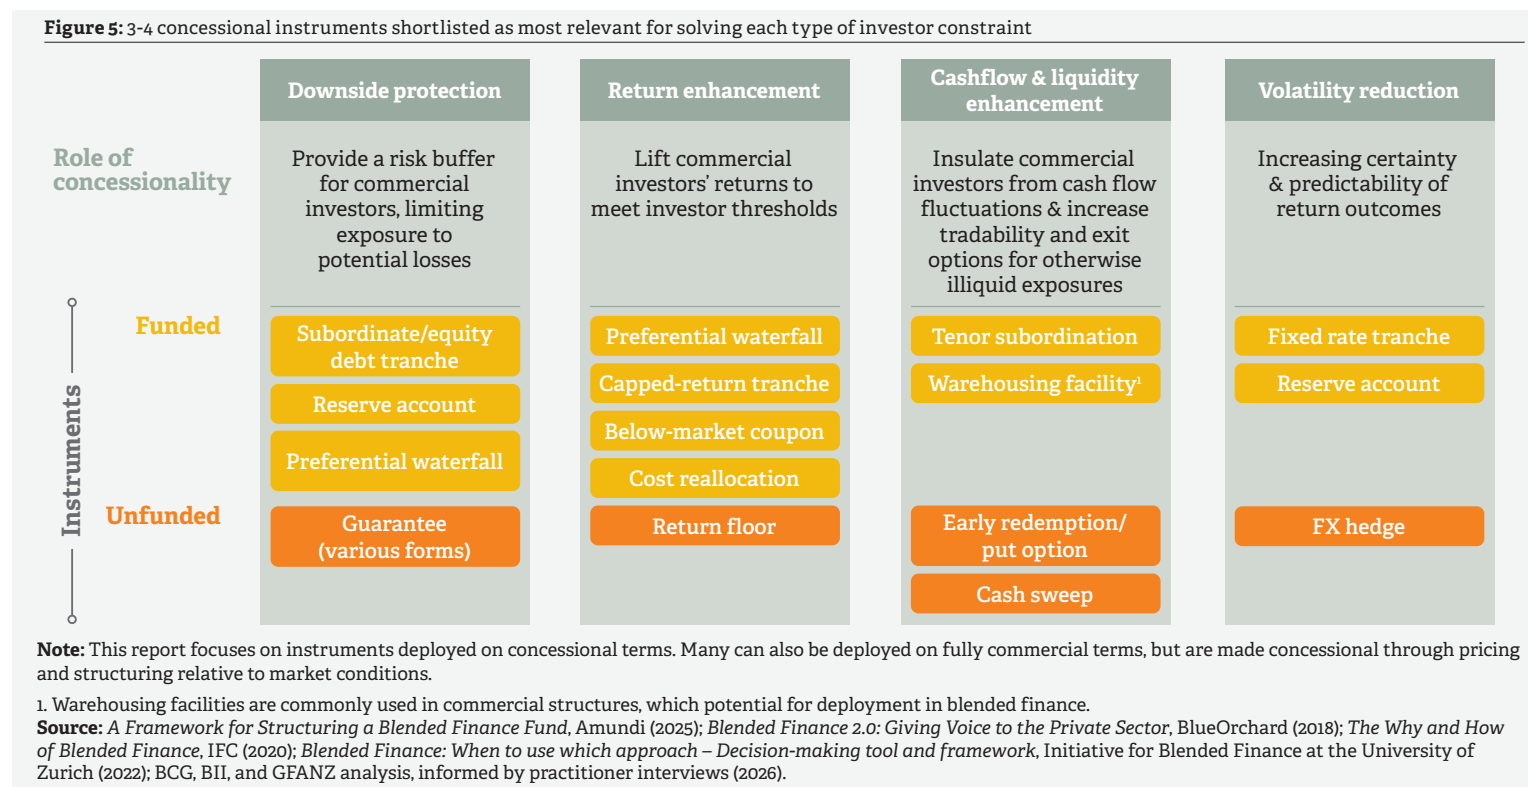 Figure 5: 3-4 concessional instruments shortlisted as most relevant for solving each type of investor constraint
Downside protection
Return enhancement
Cashflow & liquidity
enhancement
Volatility reduction
Role of
concessionality
Provide a risk buffer
for commercial
investors, limiting
exposure to
potential losses
Lift commercial
investors’ returns to
meet investor thresholds
Insulate commercial
investors from cash flow
fluctuations & increase
tradability and exit
options for otherwise
illiquid exposures
Increasing certainty
& predictability of
return outcomes
Instruments
Funded
Subordinate/equity
debt tranche
Reserve account
Preferential waterfall
Preferential waterfall
Capped-return tranche
Below-market coupon
Cost reallocation
Tenor subordination
Warehousing facility¹
Fixed rate tranche
Reserve account
Unfunded
Guarantee
(various forms)
Return floor
Early redemption/
put option
Cash sweep
FX hedge
Note: This report focuses on instruments deployed on concessional terms. Many can also be deployed on fully commercial terms, but are made concessional through pricing
and structuring relative to market conditions.
1. Warehousing facilities are commonly used in commercial structures, which potential for deployment in blended finance.
Source: A Framework for Structuring a Blended Finance Fund, Amundi (2025); Blended Finance 2.0: Giving Voice to the Private Sector, BlueOrchard (2018); The Why and How
of Blended Finance, IFC (2020); Blended Finance: When to use which approach – Decision-making tool and framework, Initiative for Blended Finance at the University of
Zurich (2022); BCG, BII, and GFANZ analysis, informed by practitioner interviews (2026).